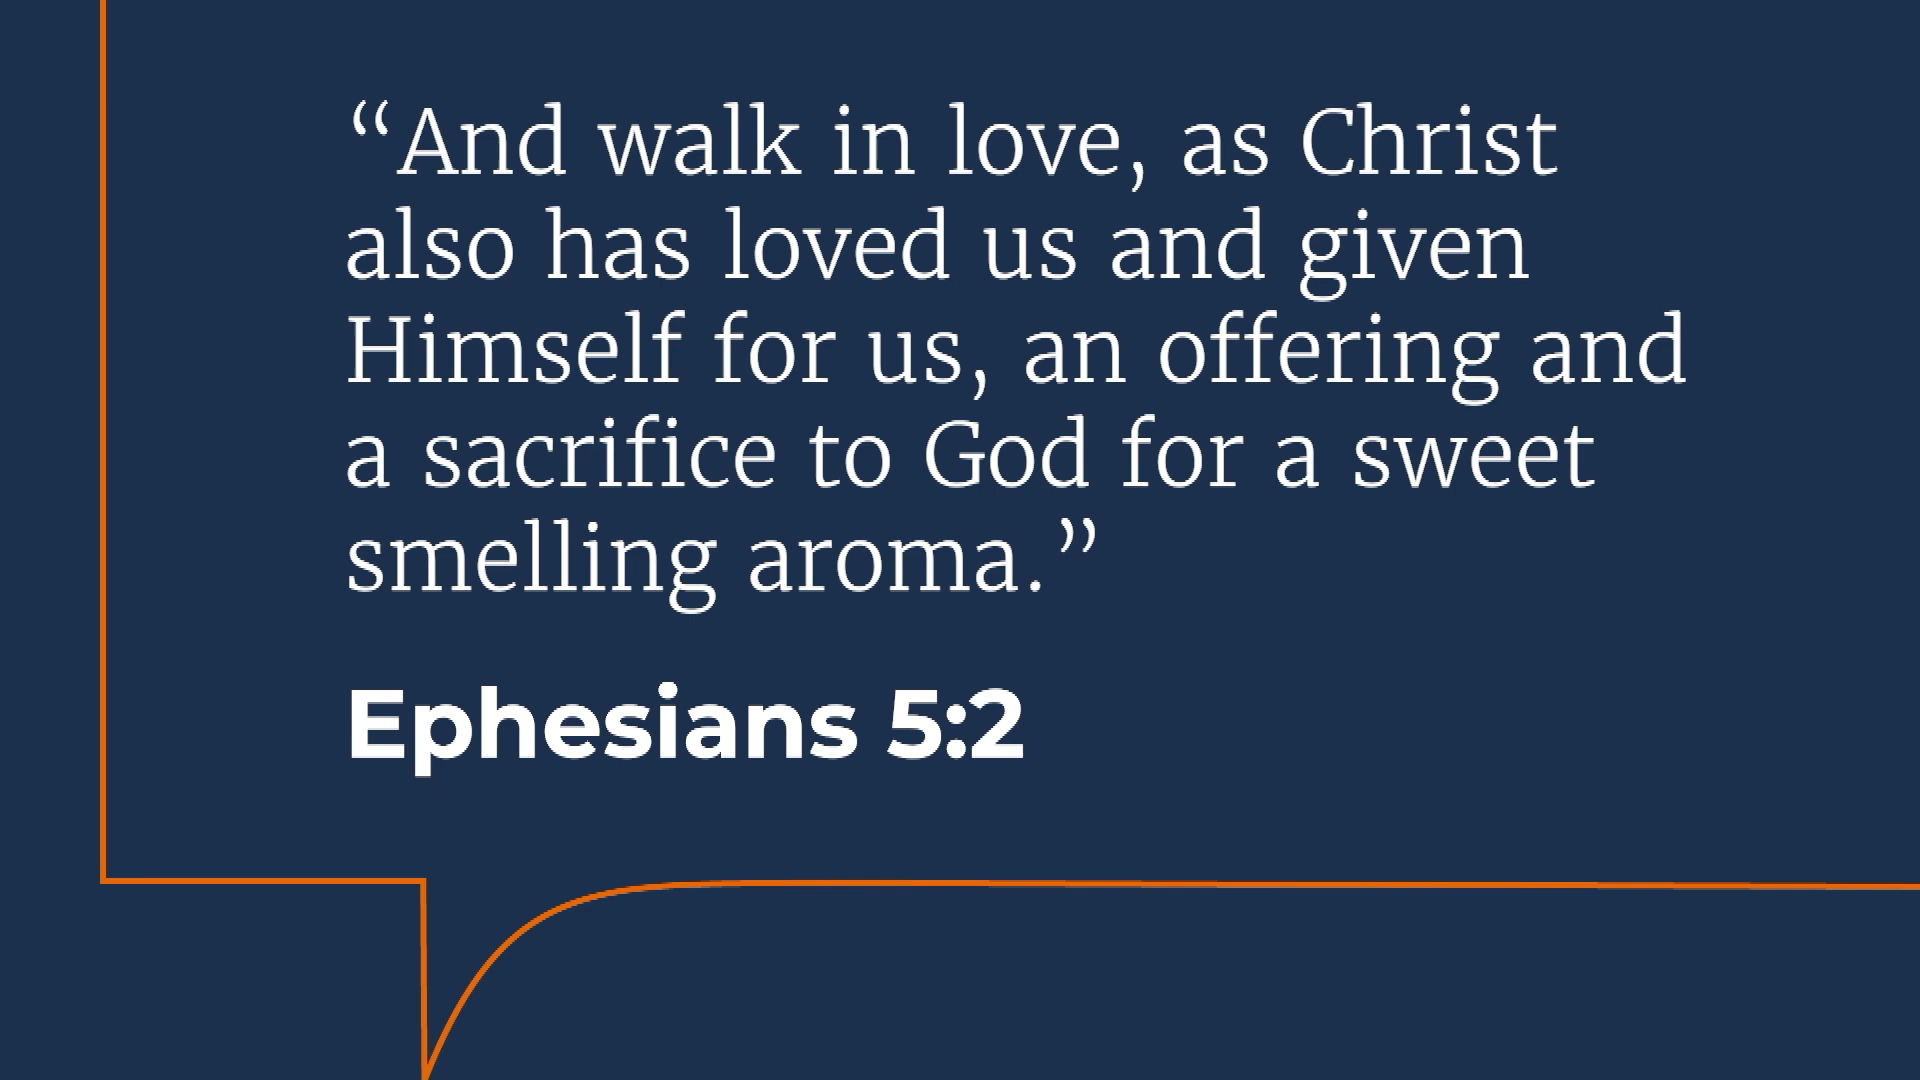 “And walk in love, as Christ
also has loved us and given
Himself for us, an offering and
a sacrifice to God for a sweet
smelling aroma.”
Ephesians 5:2